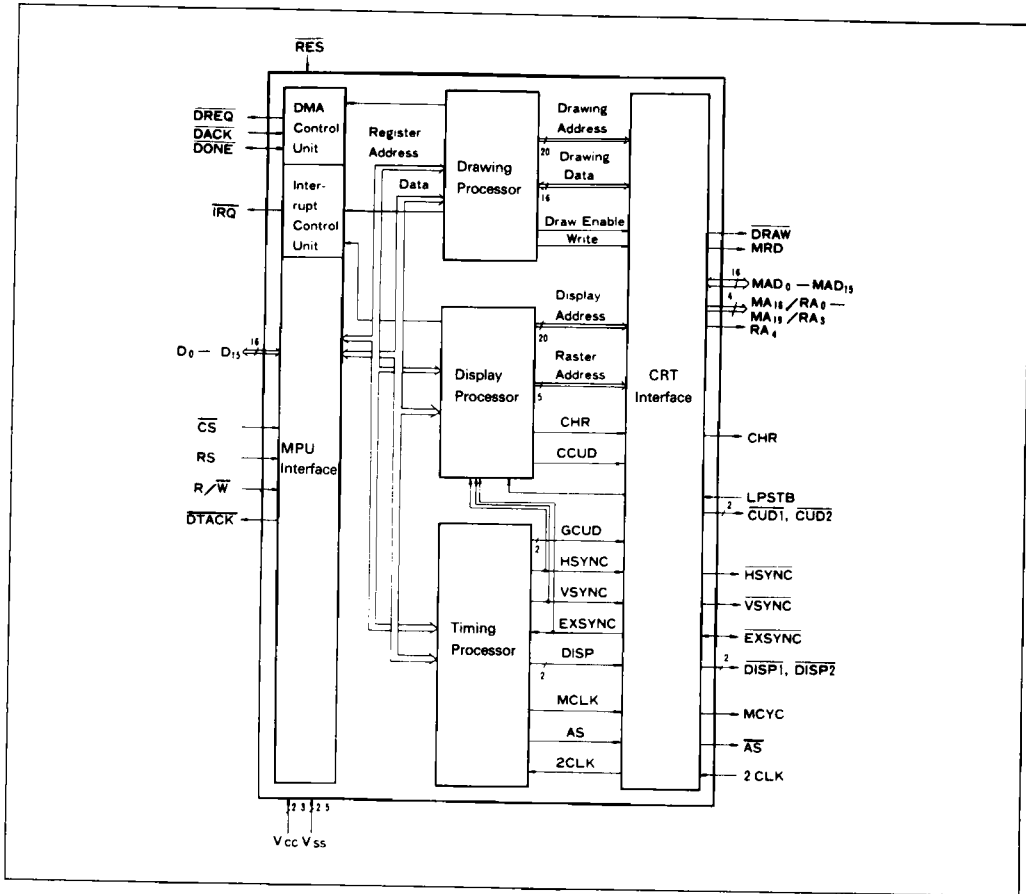 RES
DREQ
DACK
DONE
IRQ
D0 — D15
16
CS
RS
R/W
DTACK
DMA
Control
Unit
Inter-
rupt
Control
Unit
MPU
Interface
Register
Address
Data
Drawing
Processor
Display
Processor
Timing
Processor
Drawing
Address
20
Drawing
Data
16
Draw Enable
Write
Display
Address
20
Raster
Address
5
CHR
CCUD
GCUD
2
HSYNC
VSYNC
EXSYNC
DISP
2
MCLK
AS
2CLK
CRT
Interface
DRAW
MRD
16
MAD0 — MAD15
4
MA16/RA0 —
MA19/RA3
RA4
CHR
LPSTB
2
CUD1, CUD2
HSYNC
VSYNC
EXSYNC
2
DISP1, DISP2
MCYC
AS
2CLK
2 3 2 5
Vcc Vss